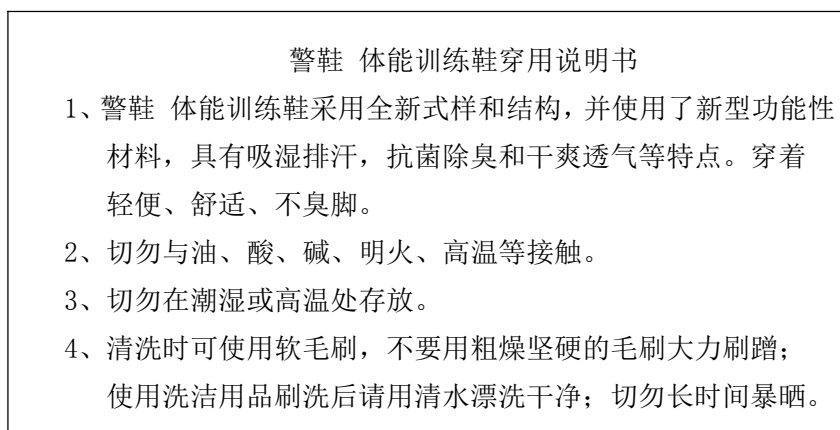 警鞋 体能训练鞋穿用说明书
1、警鞋 体能训练鞋采用全新式样和结构，并使用了新型功能性
材料，具有吸湿排汗，抗菌除臭和干爽透气等特点。穿着
轻便、舒适、不臭脚。
2、切勿与油、酸、碱、明火、高温等接触。
3、切勿在潮湿或高温处存放。
4、清洗时可使用软毛刷，不要用粗燥坚硬的毛刷大力刷蹭；
使用洗洁用品刷洗后请用清水漂洗干净；切勿长时间暴晒。